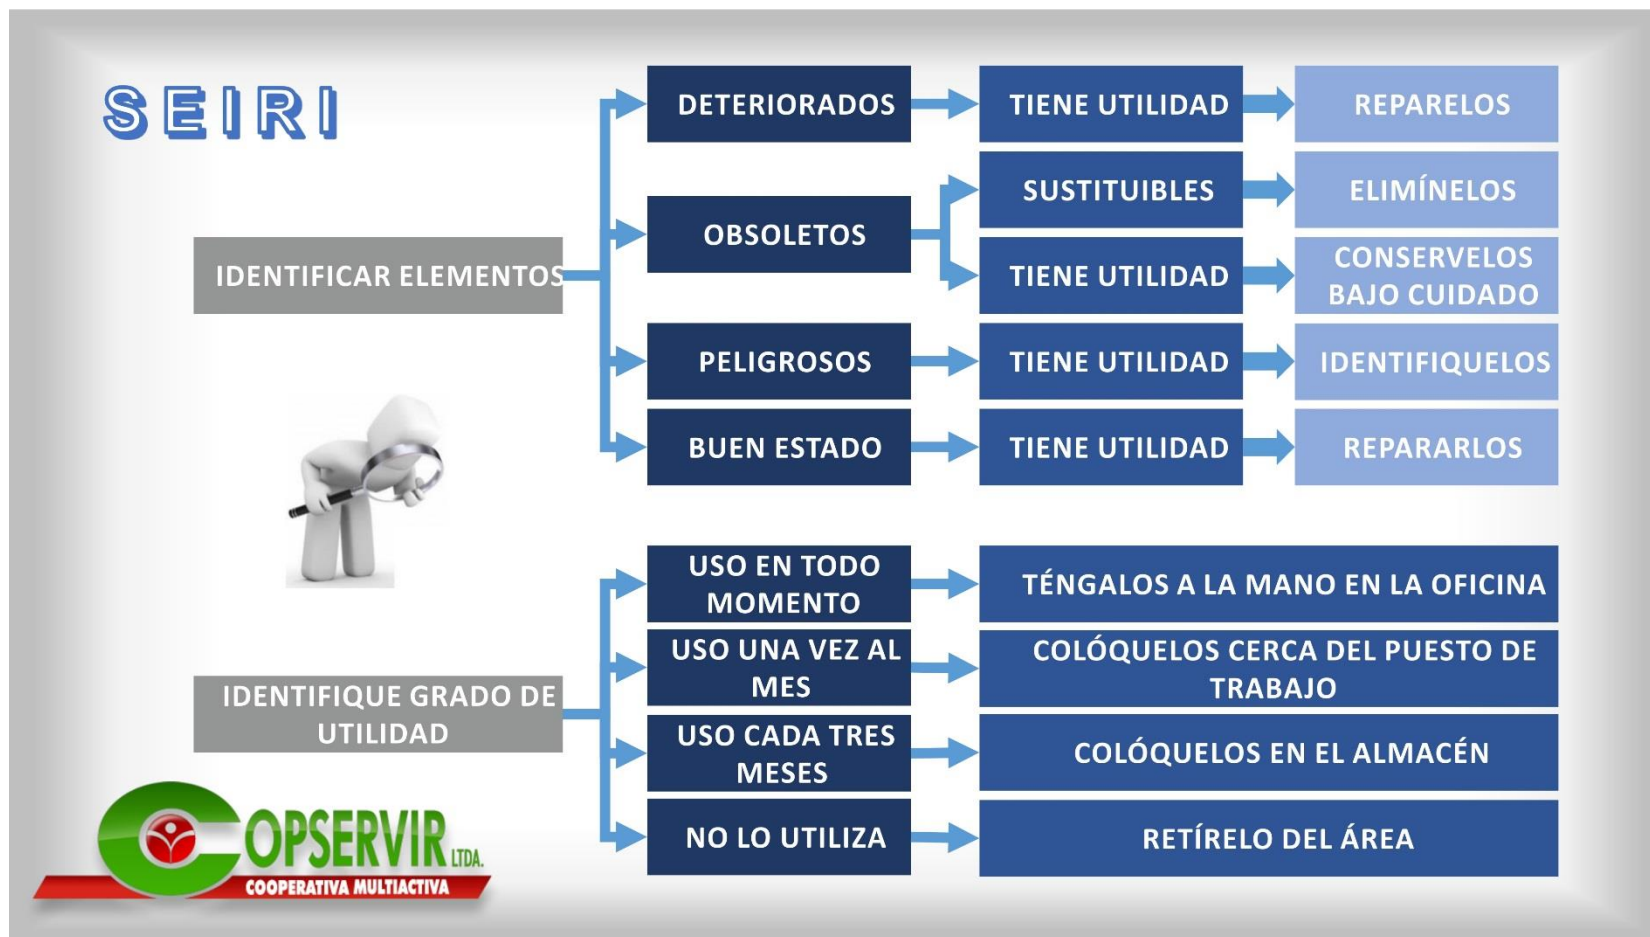 SEIRI
IDENTIFICAR ELEMENTOS
DETERIORADOS
TIENE UTILIDAD
REPARELOS
OBSOLETOS
SUSTITUIBLES
ELIMÍNELOS
TIENE UTILIDAD
CONSERVELOS
BAJO CUIDADO
PELIGROSOS
TIENE UTILIDAD
IDENTIFIQUELOS
BUEN ESTADO
TIENE UTILIDAD
REPARARLOS
IDENTIFIQUE GRADO DE
UTILIDAD
USO EN TODO
MOMENTO
TÉNGALOS A LA MANO EN LA OFICINA
USO UNA VEZ AL
MES
COLÓQUELOS CERCA DEL PUESTO DE
TRABAJO
USO CADA TRES
MESES
COLÓQUELOS EN EL ALMACÉN
NO LO UTILIZA
RETÍRELO DEL ÁREA
COPSERVIR LTDA.
COOPERATIVA MULTIACTIVA